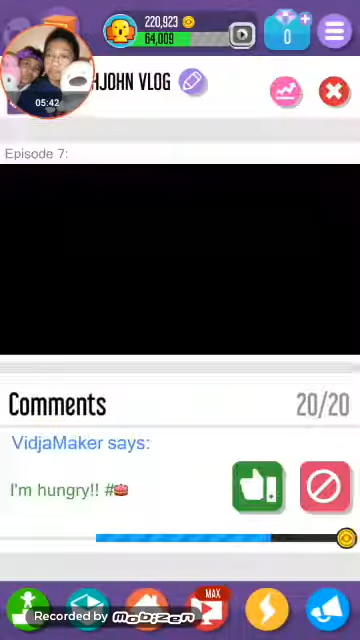 220,923
64,009
0
05:42
HJOHN VLOG
Episode 7:
Comments 20/20
VidjaMaker says:
I'm hungry!! #
MAX
Recorded by mobizen